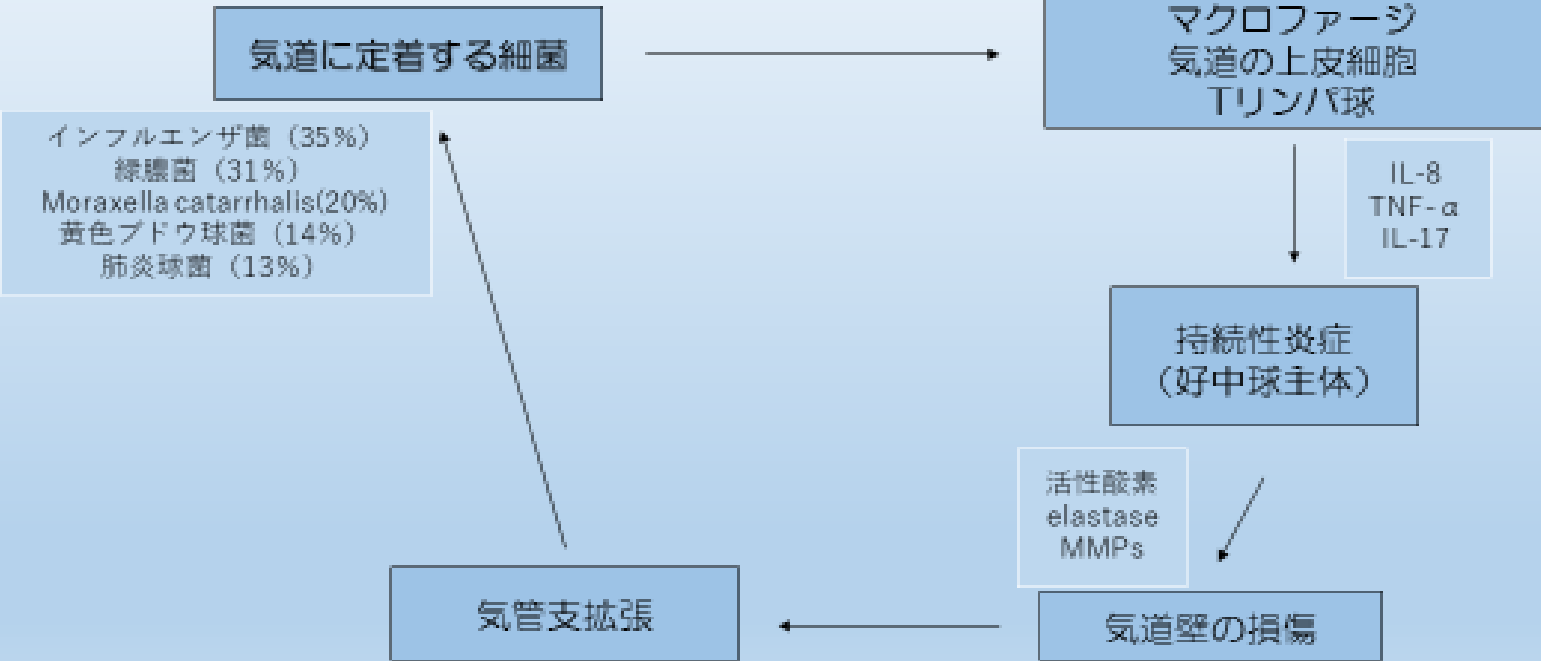 気道に定着する細菌
マクロファージ
気道の上皮細胞
Tリンパ球
インフルエンザ菌（35%）
緑膿菌（31%）
Moraxella catarrhalis(20%)
黄色ブドウ球菌（14%）
肺炎球菌（13%）
IL-8
TNF-α
IL-17
持続性炎症
（好中球主体）
活性酸素
elastase
MMPs
気道壁の損傷
気管支拡張